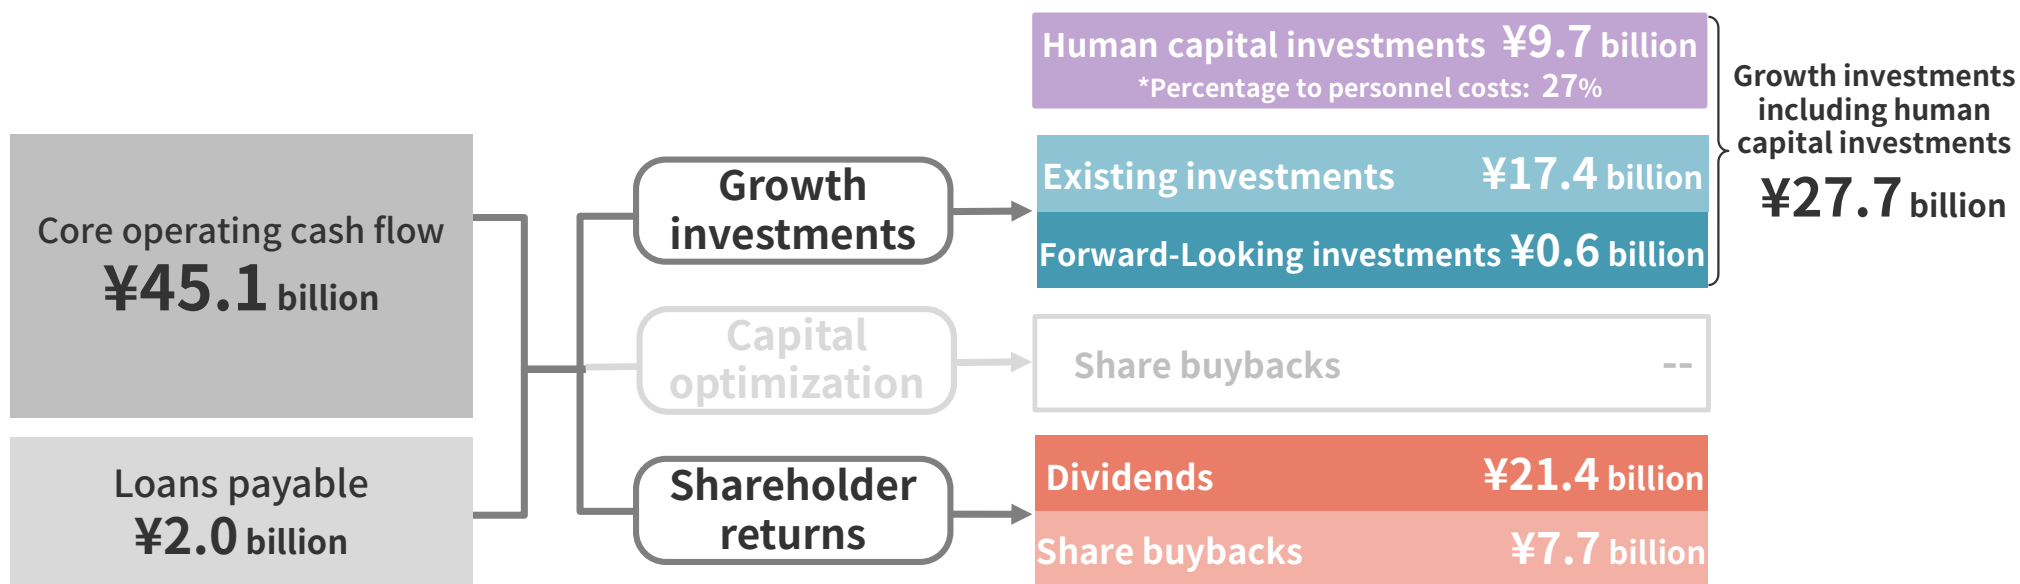 Core operating cash flow
¥45.1 billion
Loans payable
¥2.0 billion
Growth
investments
Capital
optimization
Shareholder
returns
Human capital investments ¥9.7 billion
*Percentage to personnel costs: 27%
Existing investments ¥17.4 billion
Forward-Looking investments ¥0.6 billion
Share buybacks --
Dividends ¥21.4 billion
Share buybacks ¥7.7 billion
Growth investments
including human
capital investments
¥27.7 billion